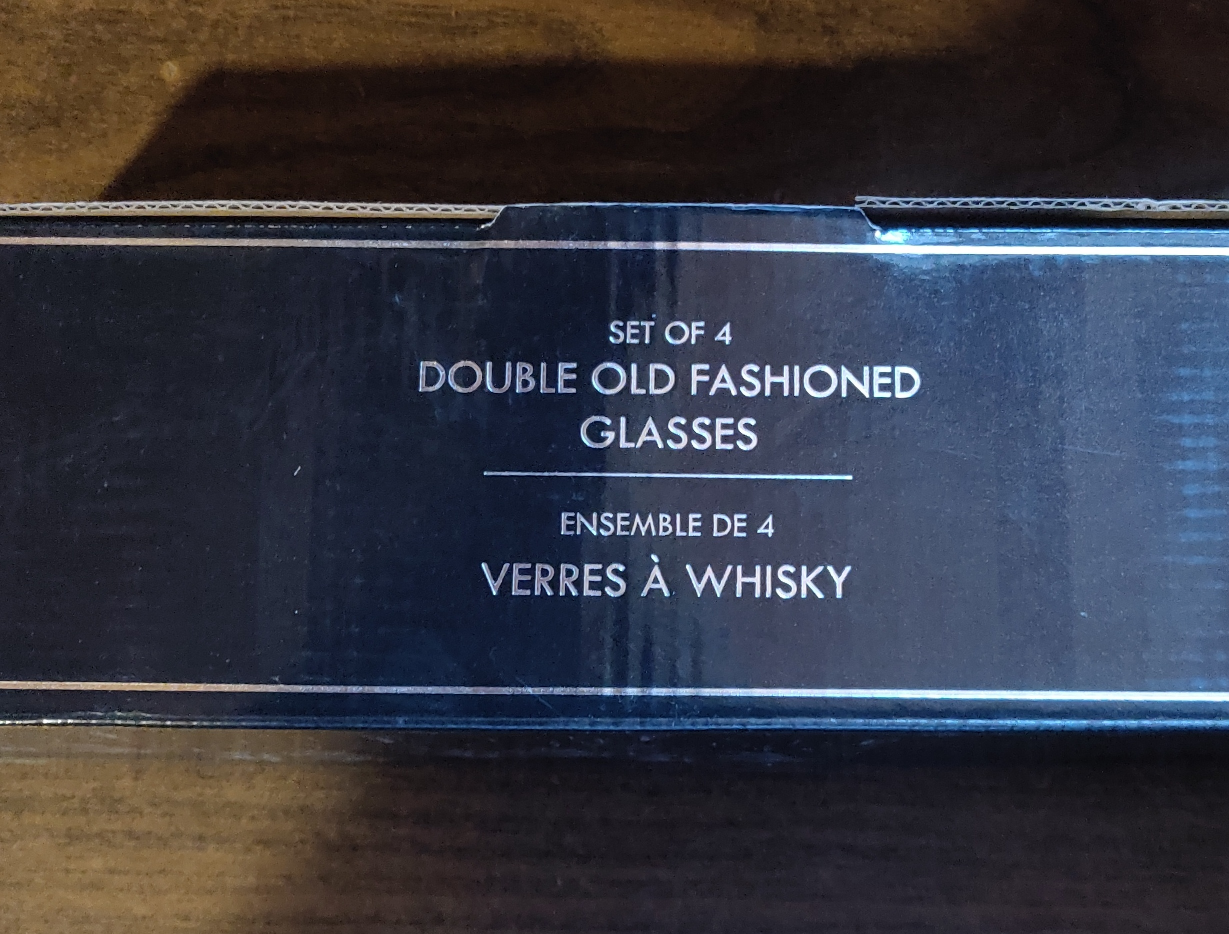 SET OF 4
DOUBLE OLD FASHIONED
GLASSES
ENSEMBLE DE 4
VERRES À WHISKY